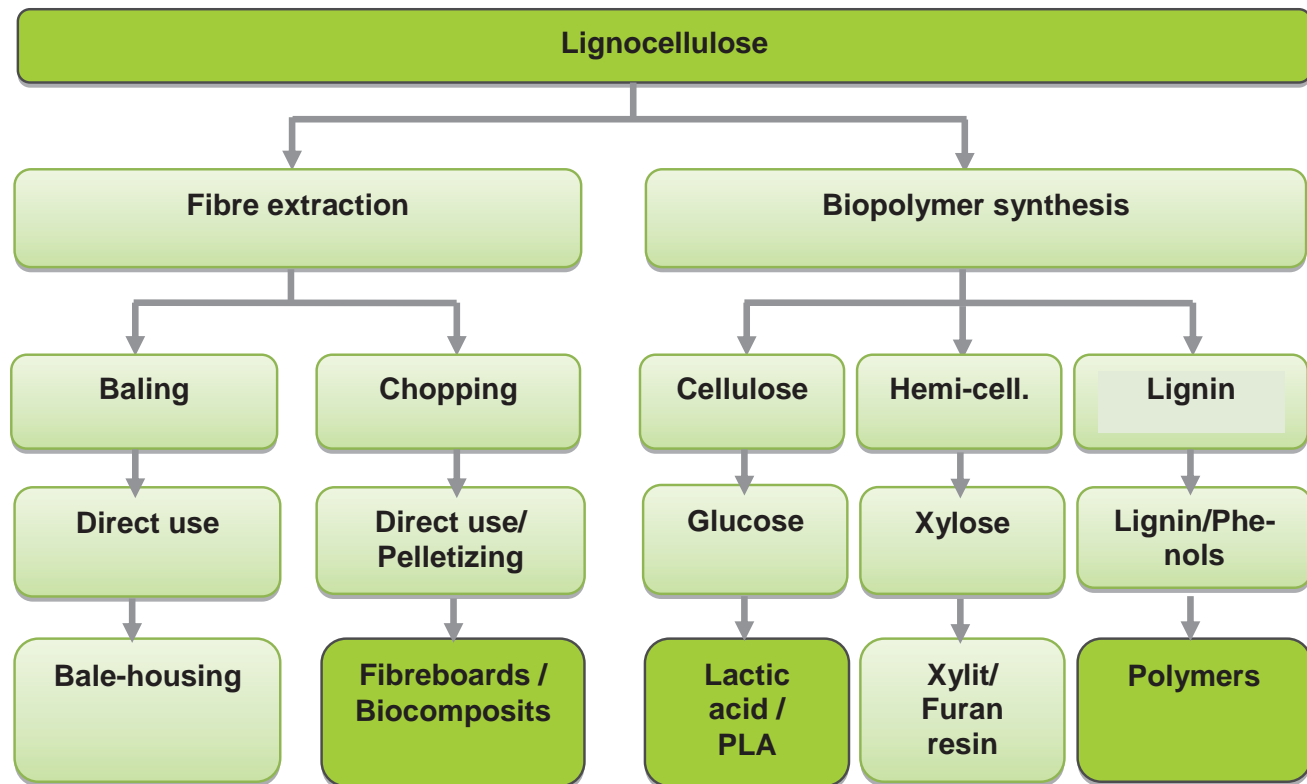 Lignocellulose
Fibre extraction
Biopolymer synthesis
Baling
Chopping
Cellulose
Hemi-cell.
Lignin
Direct use
Direct use/
Pelletizing
Glucose
Xylose
Lignin/Phe-
nols
Bale-housing
Fibreboards /
Biocomposits
Lactic
acid /
PLA
Xylit/
Furan
resin
Polymers